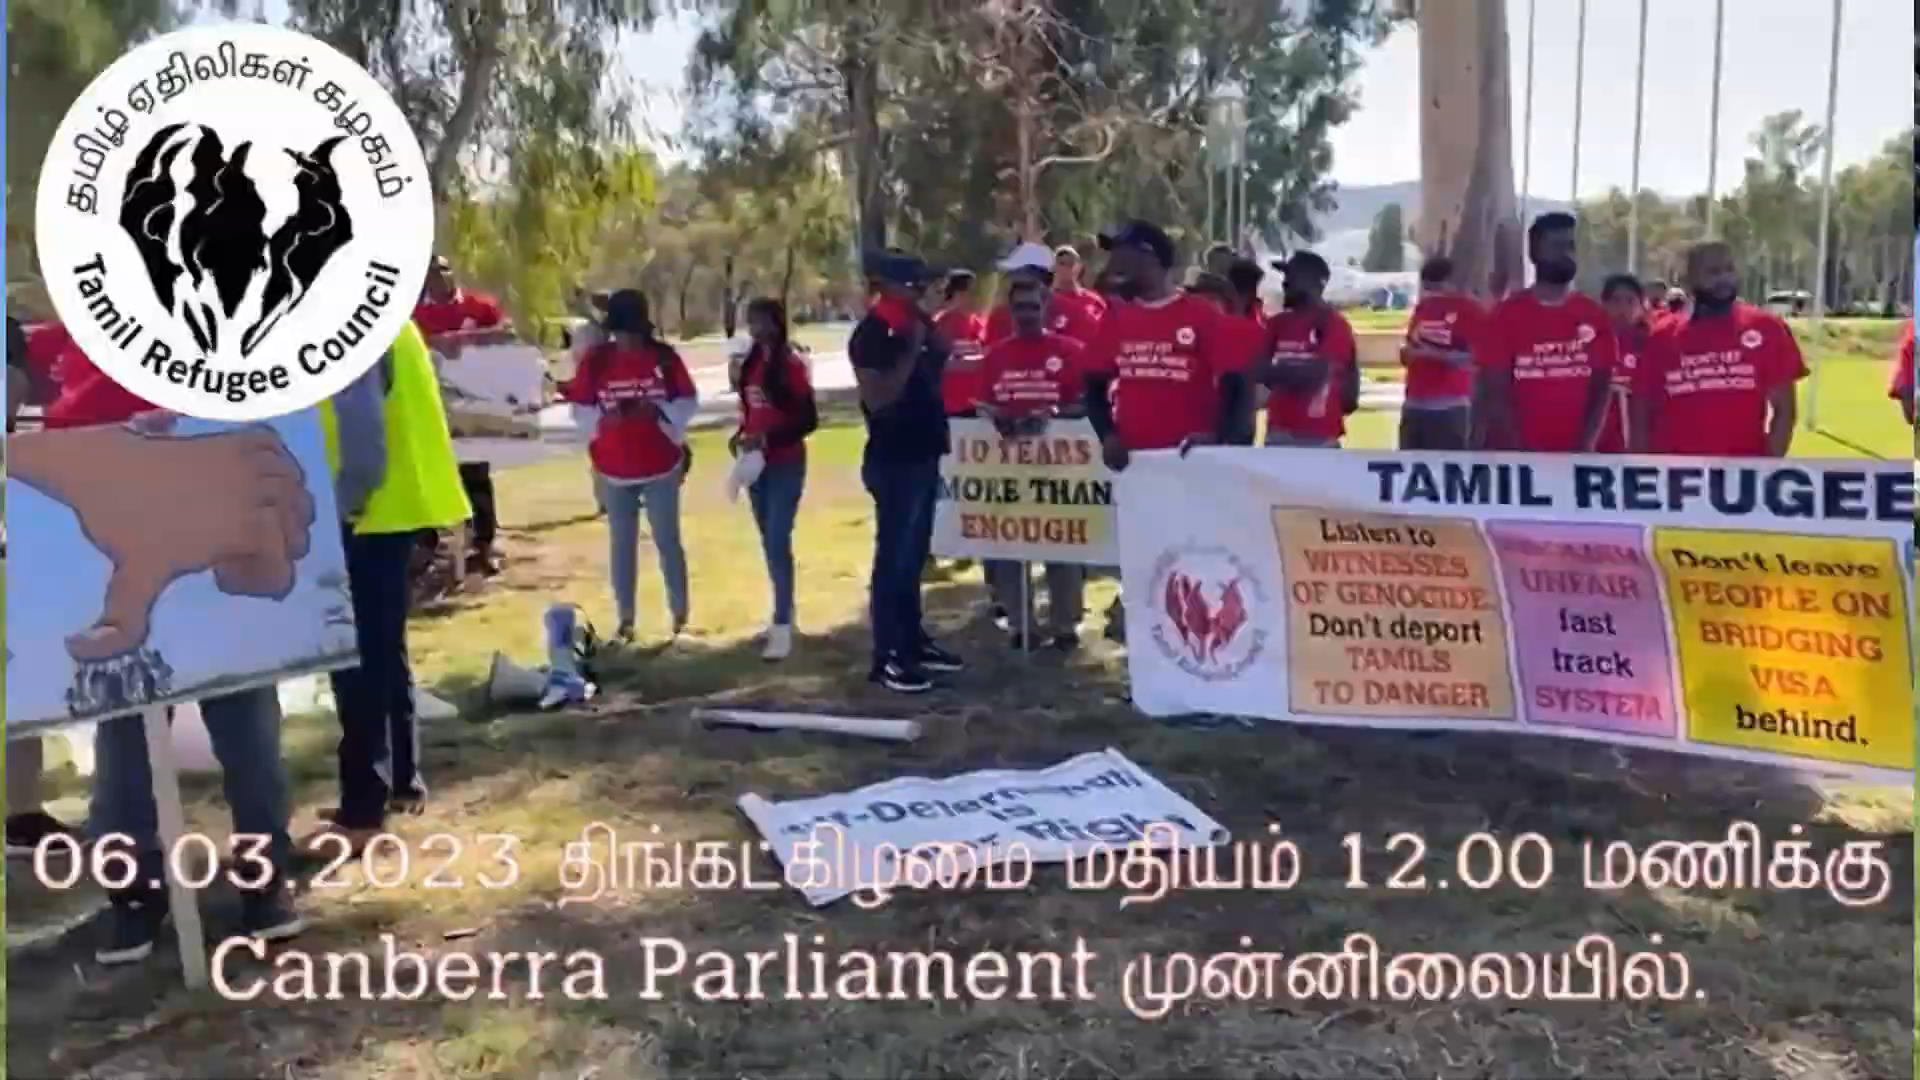 தமிழ் ஏதிலிகள் கழகம்
Tamil Refugee Council
10 YEARS
MORE THAN
ENOUGH
TAMIL REFUGEE
Listen to
WITNESSES
OF GENOCIDE.
Don't deport
TAMILS
TO DANGER
UNFAIR
fast
track
SYSTEM
Don't leave
PEOPLE ON
BRIDGING
VISA
behind.
is
Right
06.03.2023 திங்கட்கிழமை மதியம் 12.00 மணிக்கு
Canberra Parliament முன்னிலையில்.